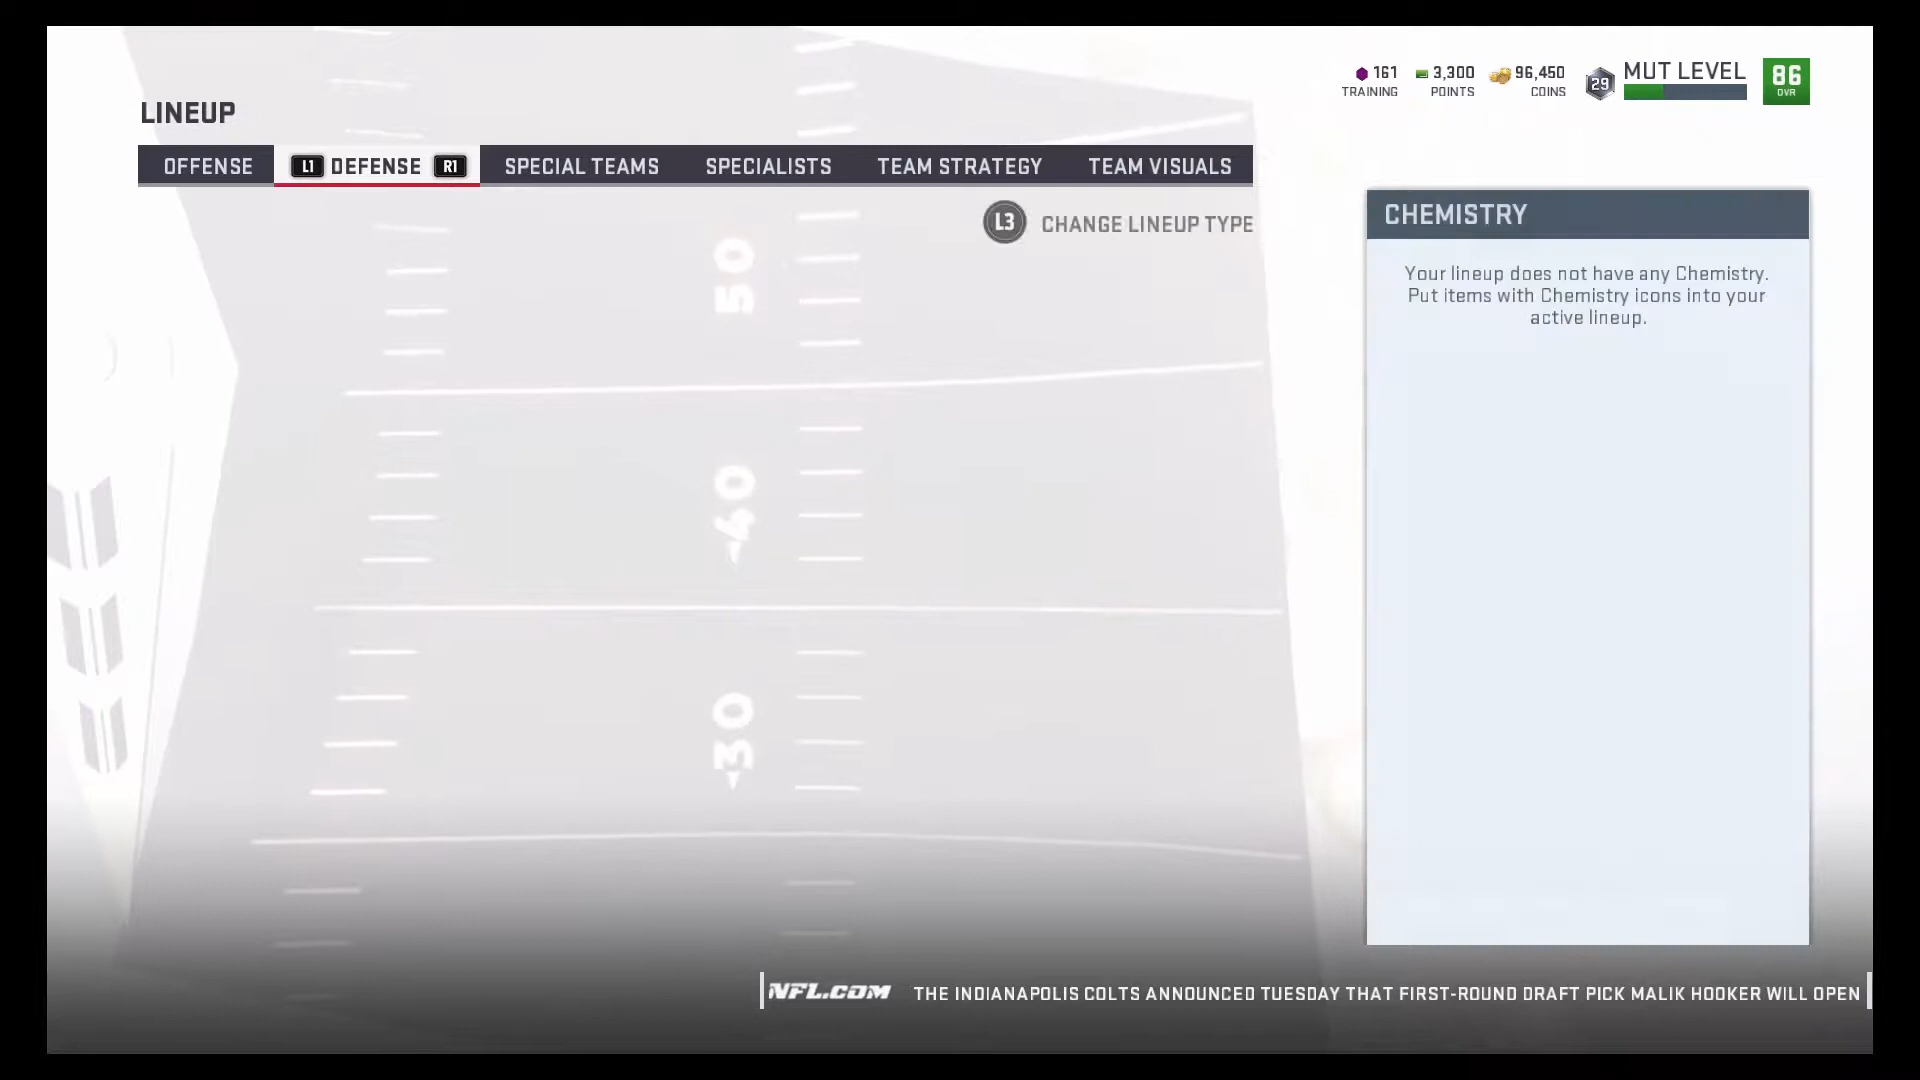 161
TRAINING
3,300
POINTS
96,450
COINS
29
MUT LEVEL
86
OVR
LINEUP
OFFENSE
L1 DEFENSE R1
SPECIAL TEAMS
SPECIALISTS
TEAM STRATEGY
TEAM VISUALS
L3 CHANGE LINEUP TYPE
CHEMISTRY
Your lineup does not have any Chemistry.
Put items with Chemistry icons into your
active lineup.
50
40
30
NFL.COM THE INDIANAPOLIS COLTS ANNOUNCED TUESDAY THAT FIRST-ROUND DRAFT PICK MALIK HOOKER WILL OPEN